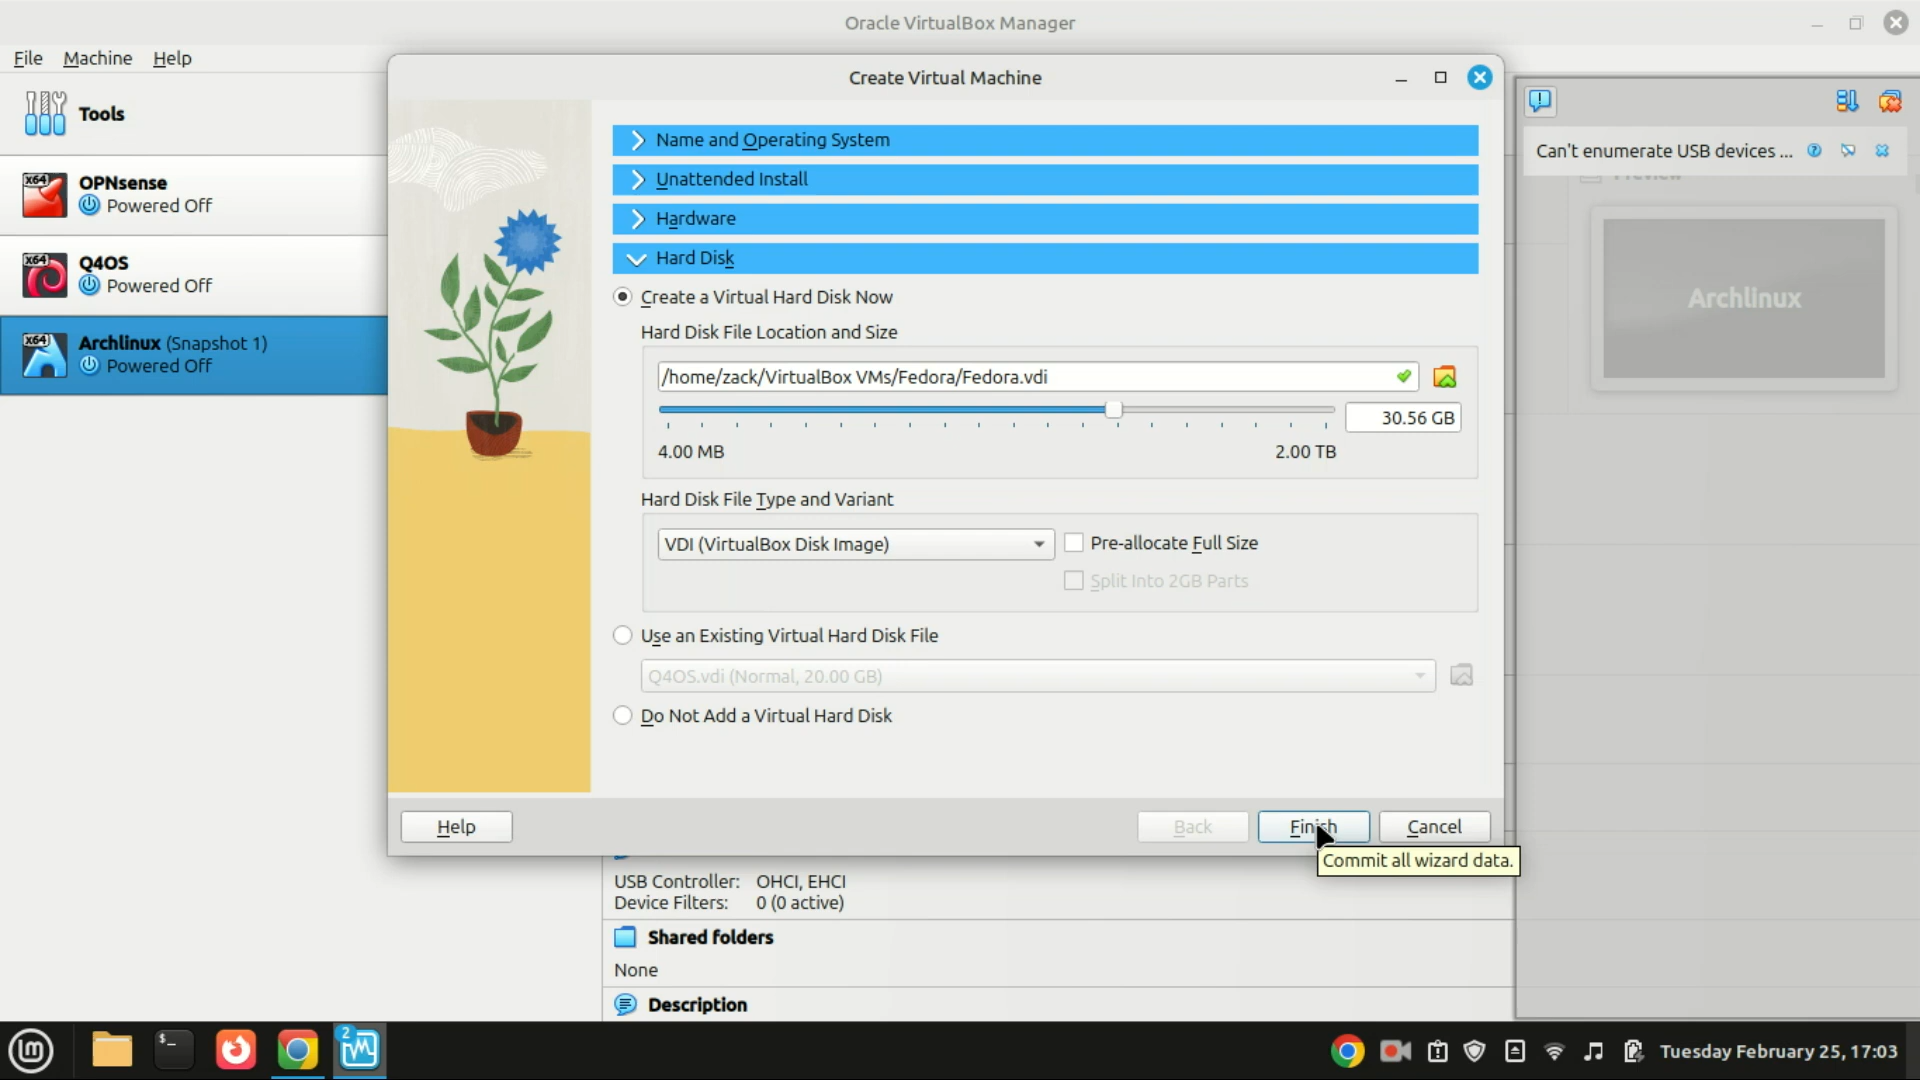 Oracle VirtualBox Manager
File Machine Help
Tools
x64
OPNsense
Powered Off
x64
Q4OS
Powered Off
x64
Archlinux (Snapshot 1)
Powered Off
Create Virtual Machine
Name and Operating System
Unattended Install
Hardware
Hard Disk
Create a Virtual Hard Disk Now
Hard Disk File Location and Size
/home/zack/VirtualBox VMs/Fedora/Fedora.vdi
30.56 GB
4.00 MB 2.00 TB
Hard Disk File Type and Variant
VDI (VirtualBox Disk Image) Pre-allocate Full Size
Split Into 2GB Parts
Use an Existing Virtual Hard Disk File
Q4OS.vdi (Normal, 20.00 GB)
Do Not Add a Virtual Hard Disk
Help Back Finish Cancel
Commit all wizard data.
Can't enumerate USB devices ...
Preview
Archlinux
USB Controller: OHCI, EHCI
Device Filters: 0 (0 active)
Shared folders
None
Description
$_
2
Tuesday February 25, 17:03